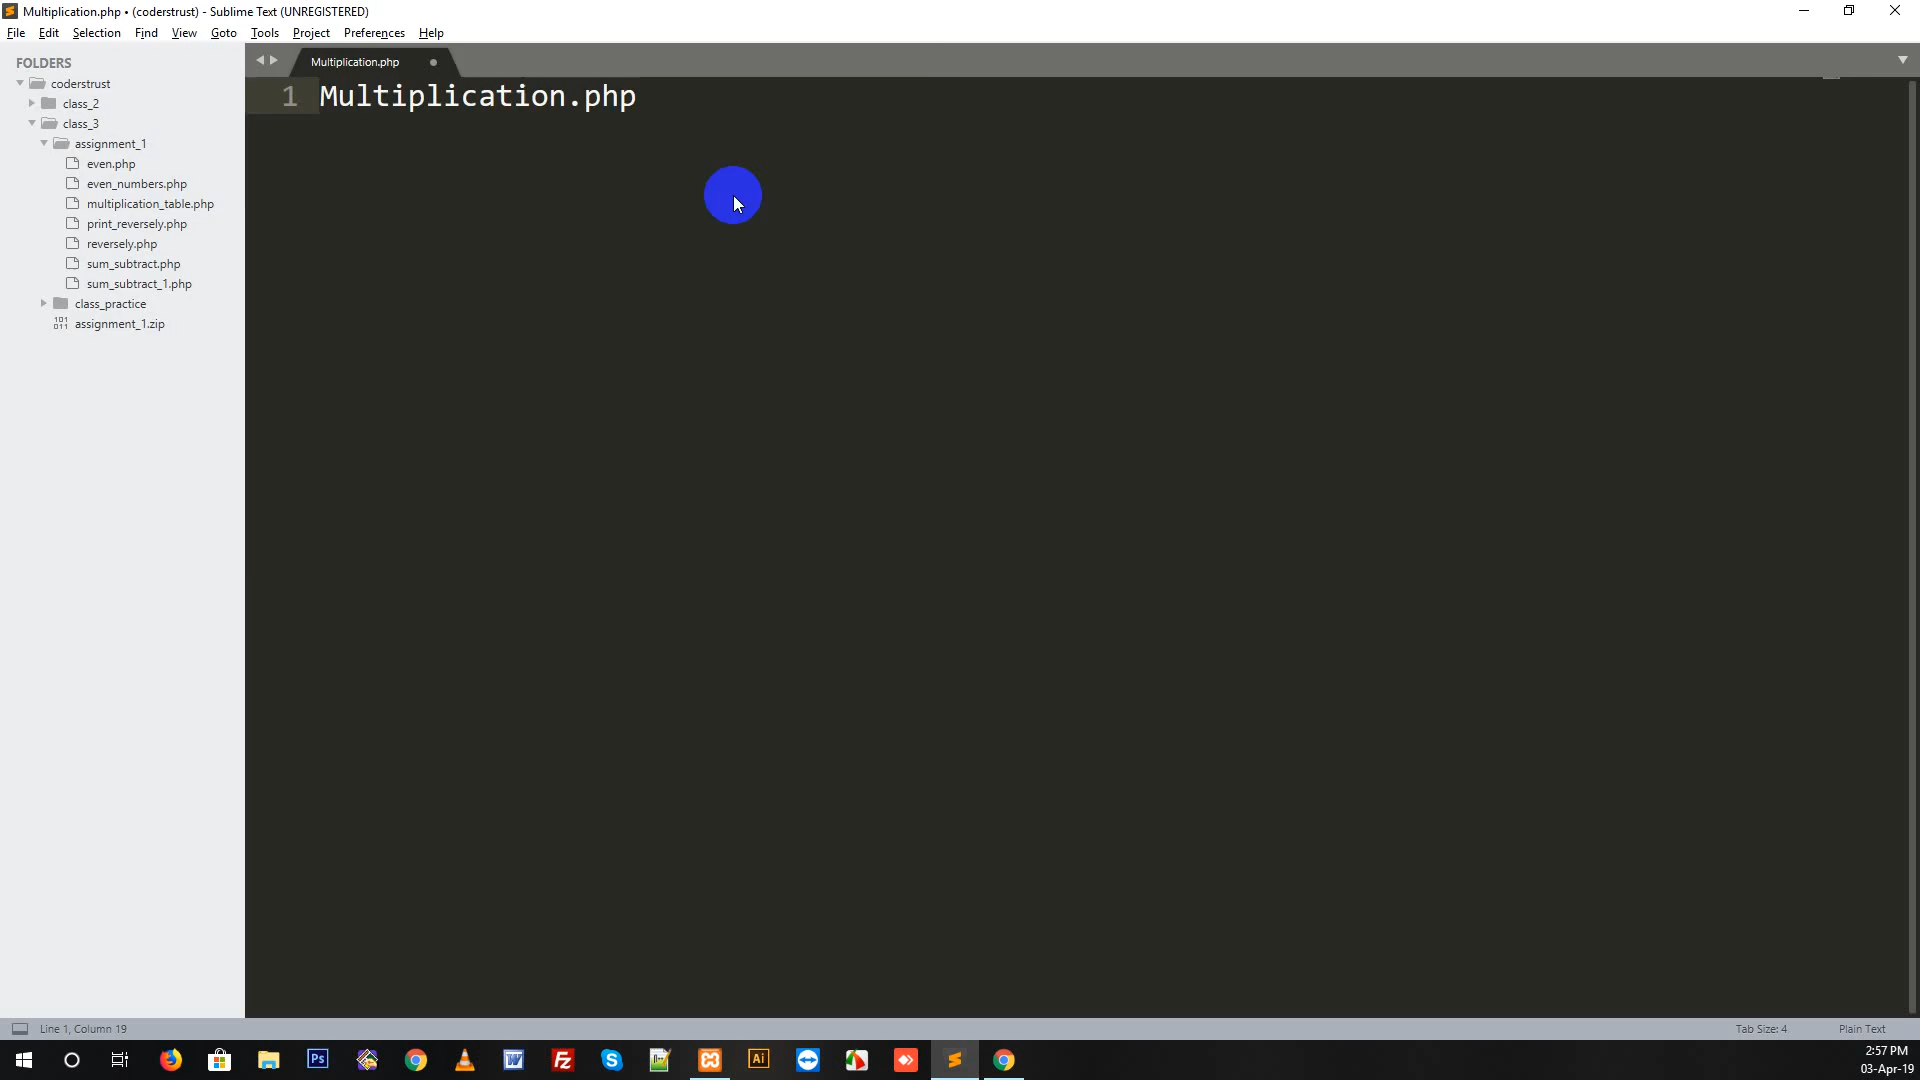 Multiplication.php • (coderstrust) - Sublime Text (UNREGISTERED)
File Edit Selection Find View Goto Tools Project Preferences Help
FOLDERS
coderstrust
class_2
class_3
assignment_1
even.php
even_numbers.php
multiplication_table.php
print_reversely.php
reversely.php
sum_subtract.php
sum_subtract_1.php
class_practice
assignment_1.zip
Multiplication.php
1 Multiplication.php
Line 1, Column 19
Tab Size: 4
Plain Text
2:57 PM
03-Apr-19